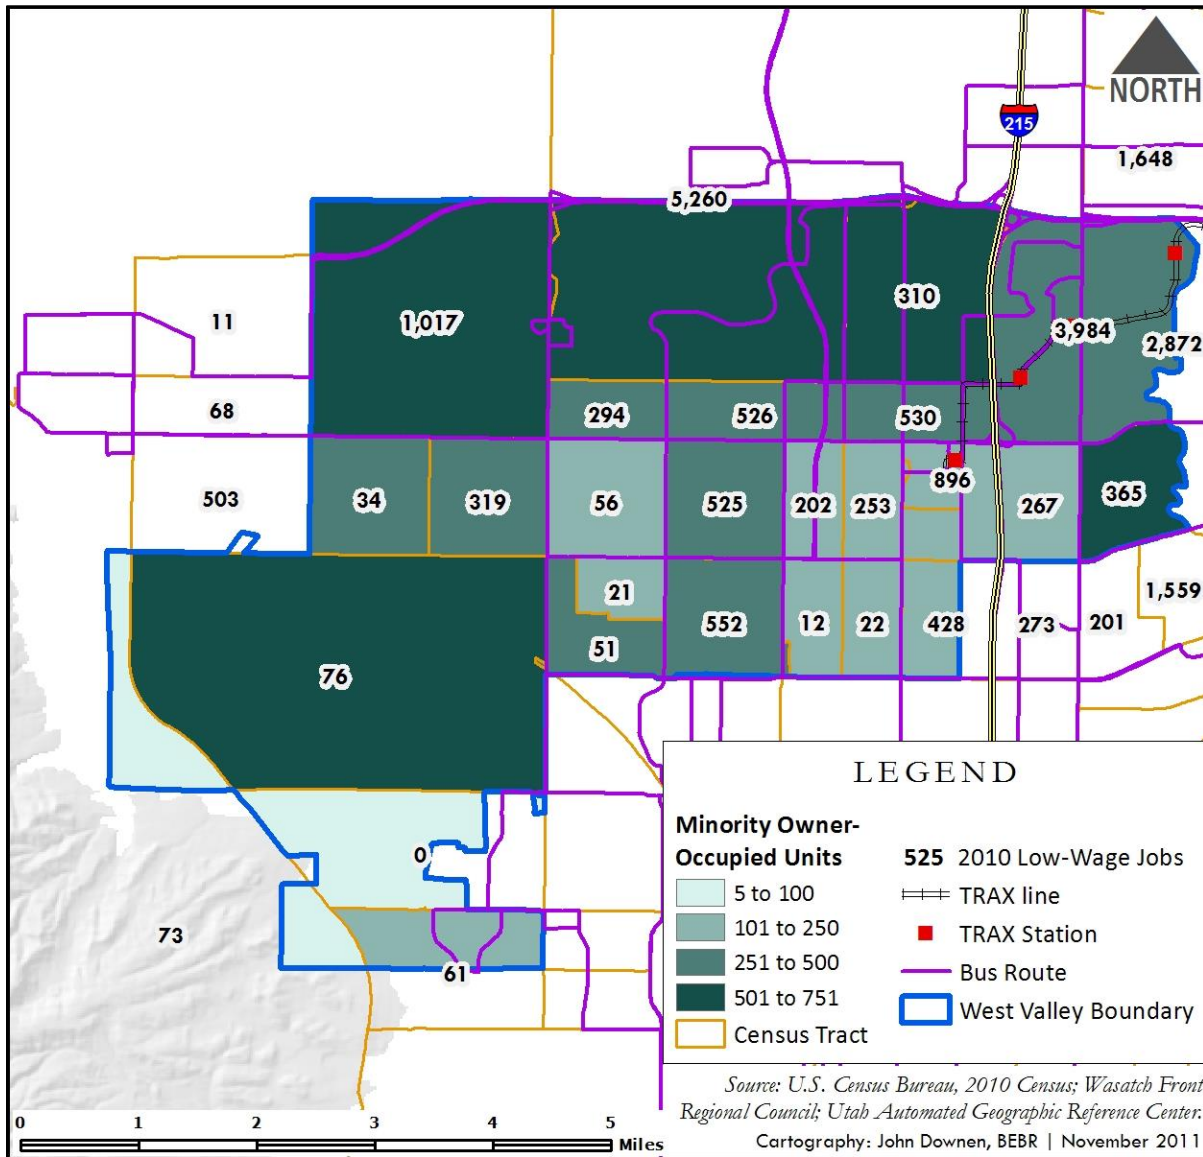 NORTH
215
1,648
5,260
310
11
1,017
3,984
2,872
68
294
526
530
503
34
319
56
525
202
253
896
267
365
21
1,559
51
552
12
22
428
273
201
76
0
73
61
LEGEND
Minority Owner-
Occupied Units
5 to 100
101 to 250
251 to 500
501 to 751
Census Tract
525 2010 Low-Wage Jobs
TRAX line
TRAX Station
Bus Route
West Valley Boundary
Source: U.S. Census Bureau, 2010 Census; Wasatch Front
Regional Council; Utah Automated Geographic Reference Center.
Cartography: John Downen, BEBR | November 2011
0 1 2 3 4 5
Miles